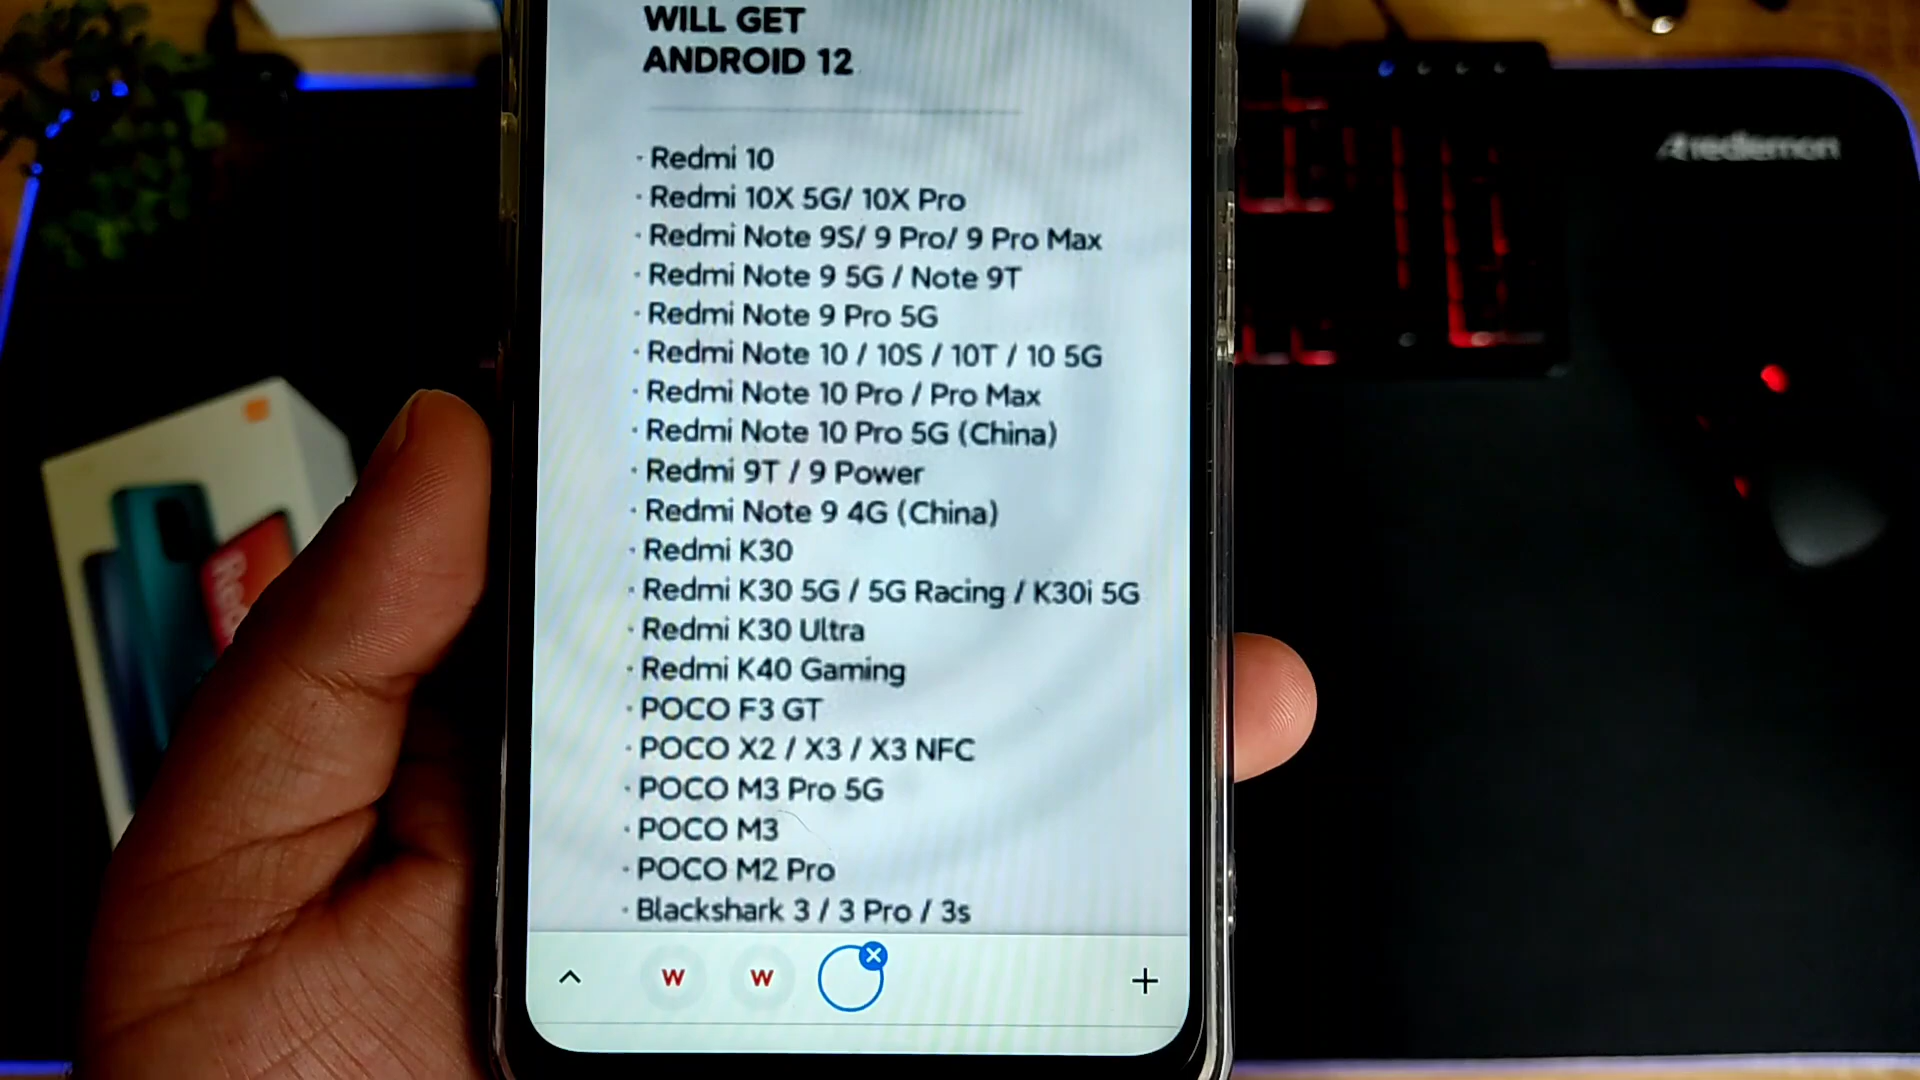 WILL GET
ANDROID 12
· Redmi 10
· Redmi 10X 5G/ 10X Pro
· Redmi Note 9S/ 9 Pro/ 9 Pro Max
· Redmi Note 9 5G / Note 9T
· Redmi Note 9 Pro 5G
· Redmi Note 10 / 10S / 10T / 10 5G
· Redmi Note 10 Pro / Pro Max
· Redmi Note 10 Pro 5G (China)
· Redmi 9T / 9 Power
· Redmi Note 9 4G (China)
· Redmi K30
· Redmi K30 5G / 5G Racing / K30i 5G
· Redmi K30 Ultra
· Redmi K40 Gaming
· POCO F3 GT
· POCO X2 / X3 / X3 NFC
· POCO M3 Pro 5G
· POCO M3
· POCO M2 Pro
· Blackshark 3 / 3 Pro / 3s
W W
redlemon